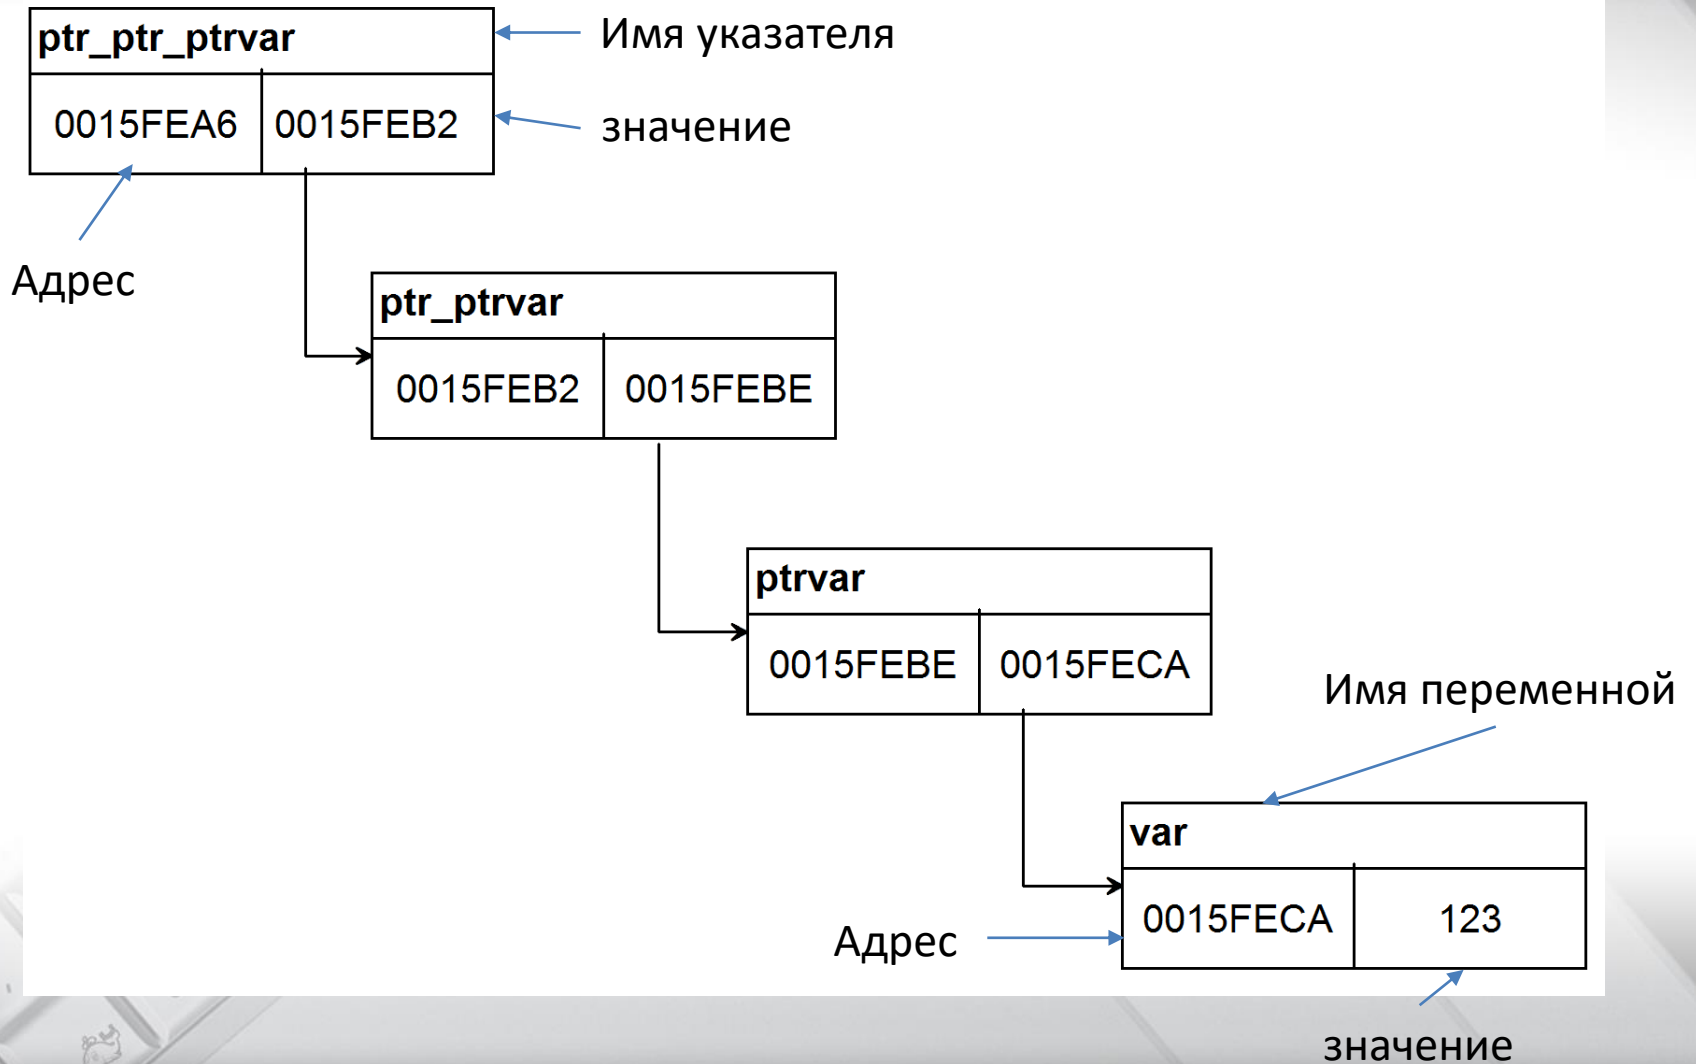 ptr_ptr_ptrvar
Имя указателя
0015FEA6 0015FEB2
значение
Адрес
ptr_ptrvar
0015FEB2 0015FEBE
ptrvar
0015FEBE 0015FECA
Имя переменной
var
0015FECA 123
Адрес
значение